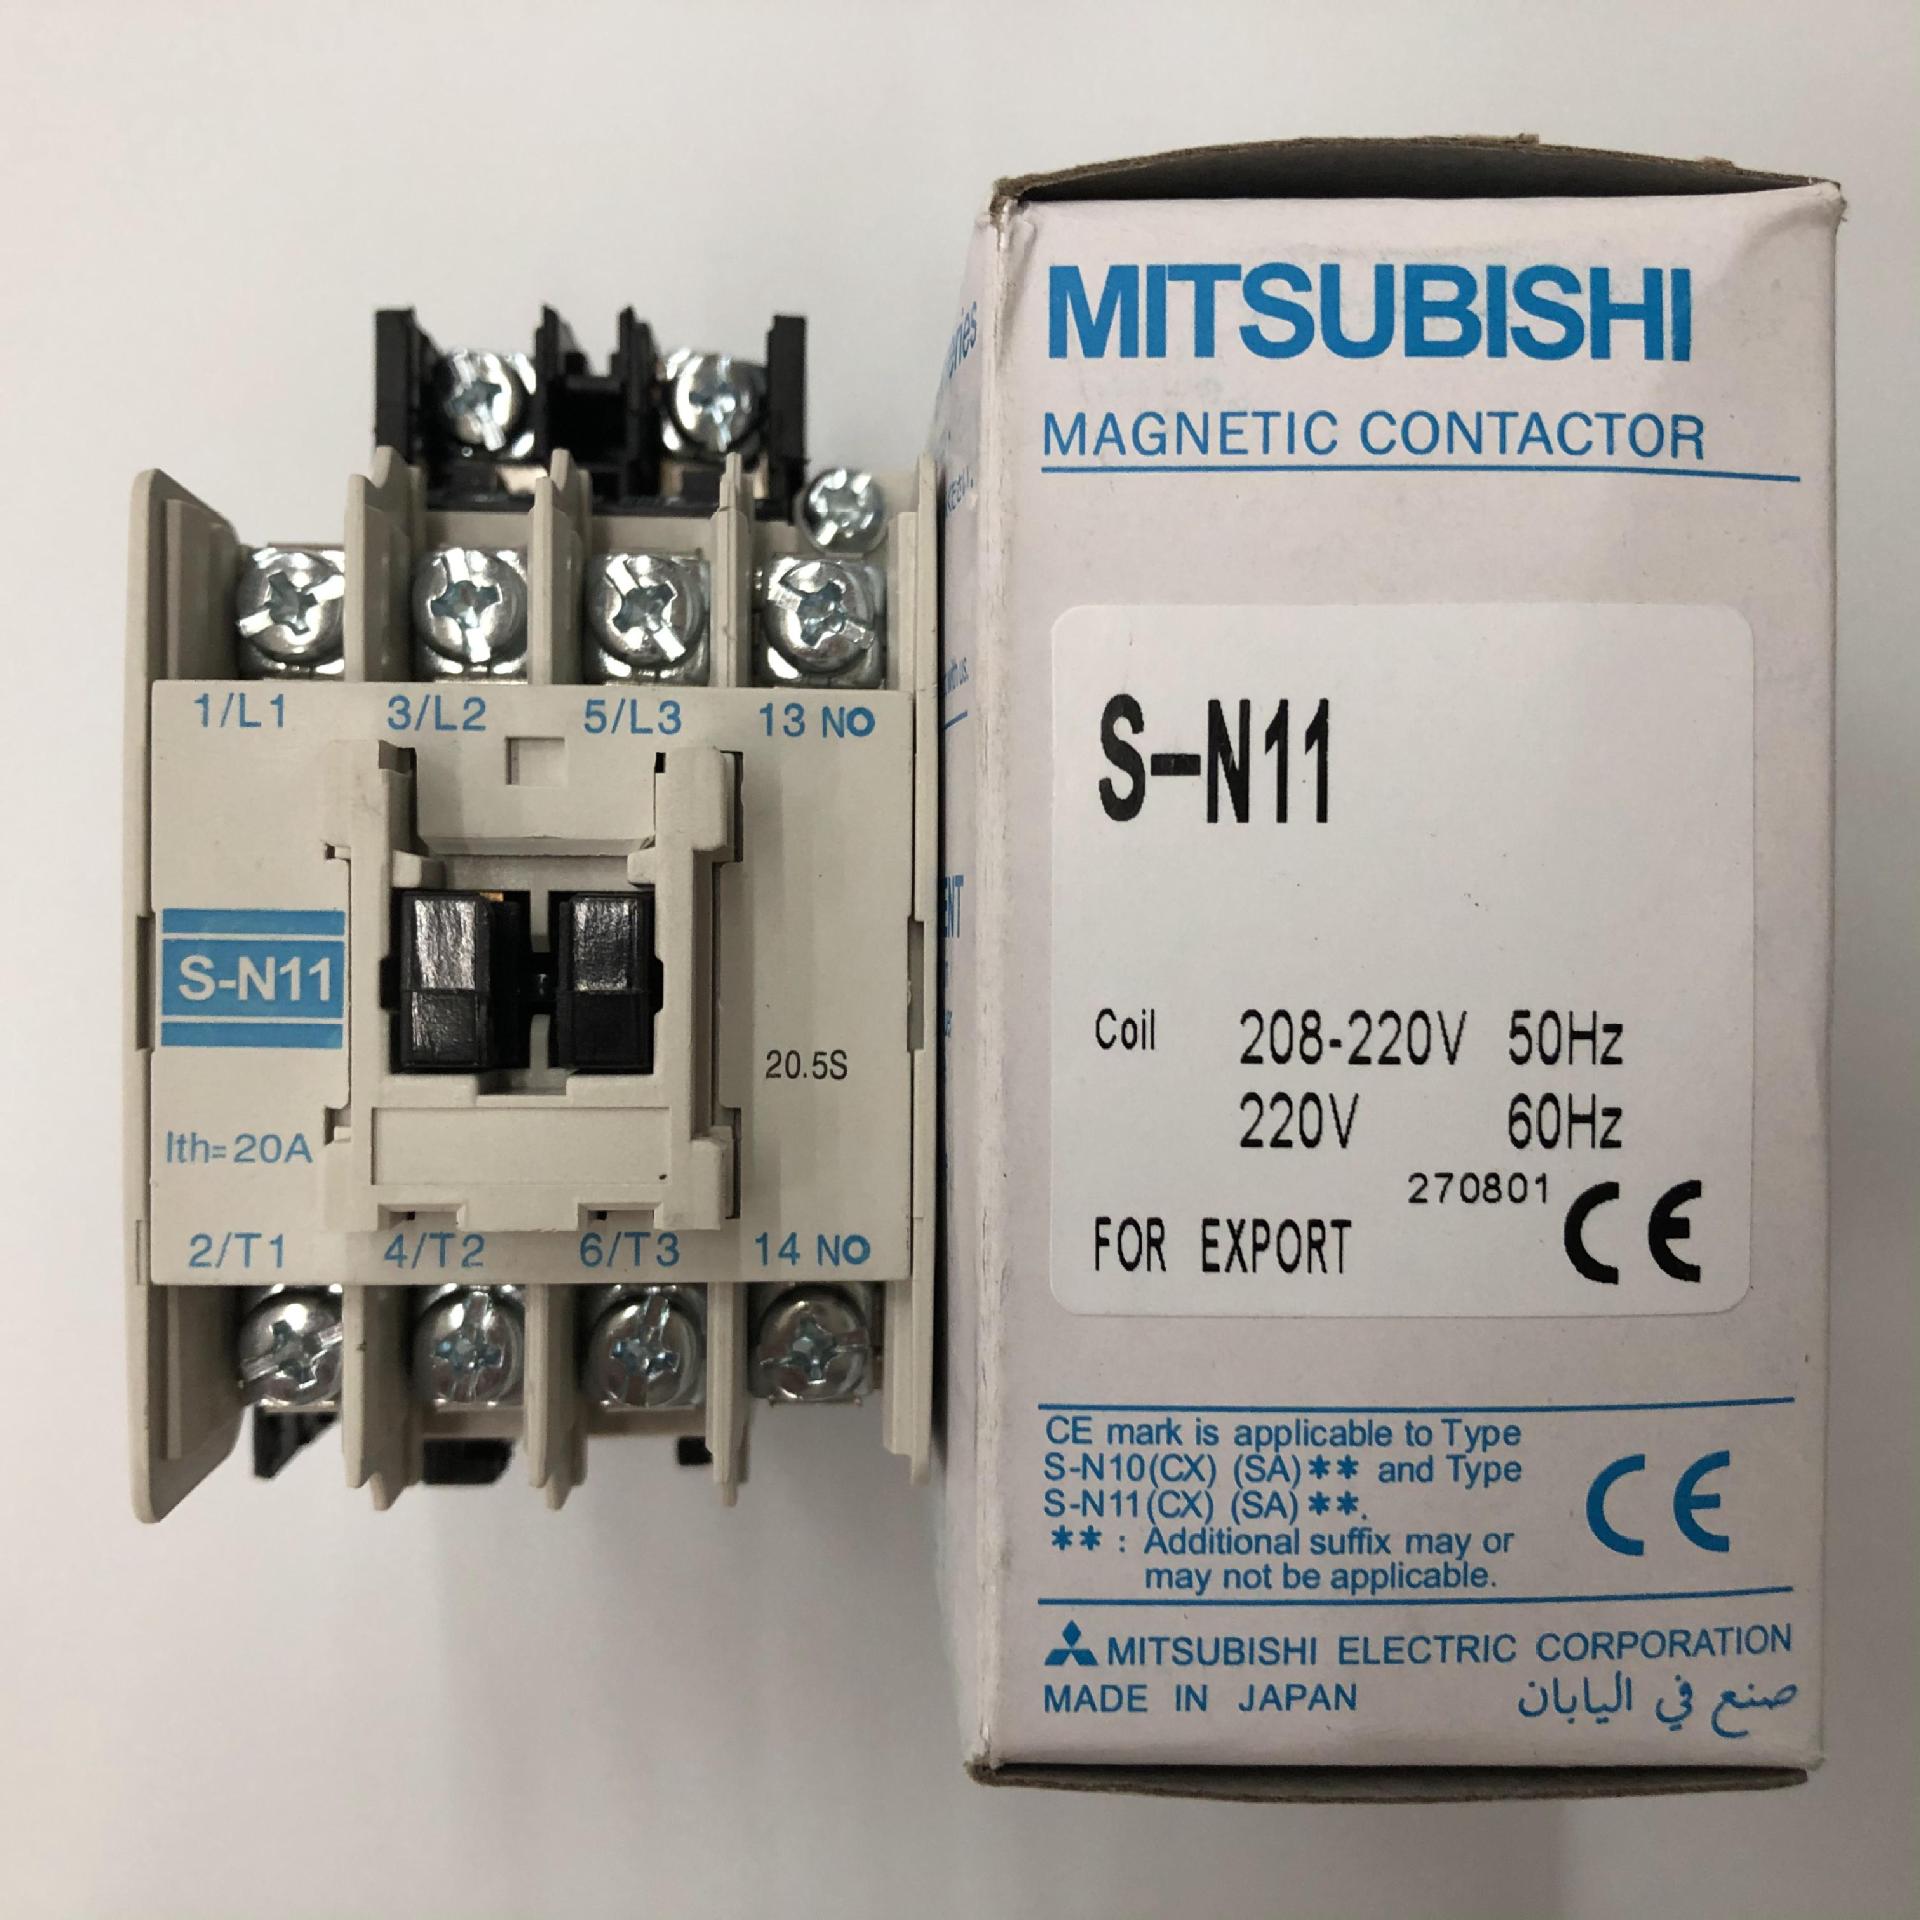 1/L1 3/L2 5/L3 13 NO
S-N11
20.5S
Ith=20A
2/T1 4/T2 6/T3 14 NO
MITSUBISHI
MAGNETIC CONTACTOR
S-N11
Coil 208-220V 50Hz
220V 60Hz
270801
CE
FOR EXPORT
CE mark is applicable to Type
S-N10(CX) (SA)** and Type
S-N11(CX) (SA)**.
** : Additional suffix may or
may not be applicable.
CE
MITSUBISHI ELECTRIC CORPORATION
MADE IN JAPAN صنع في اليابان
with us.